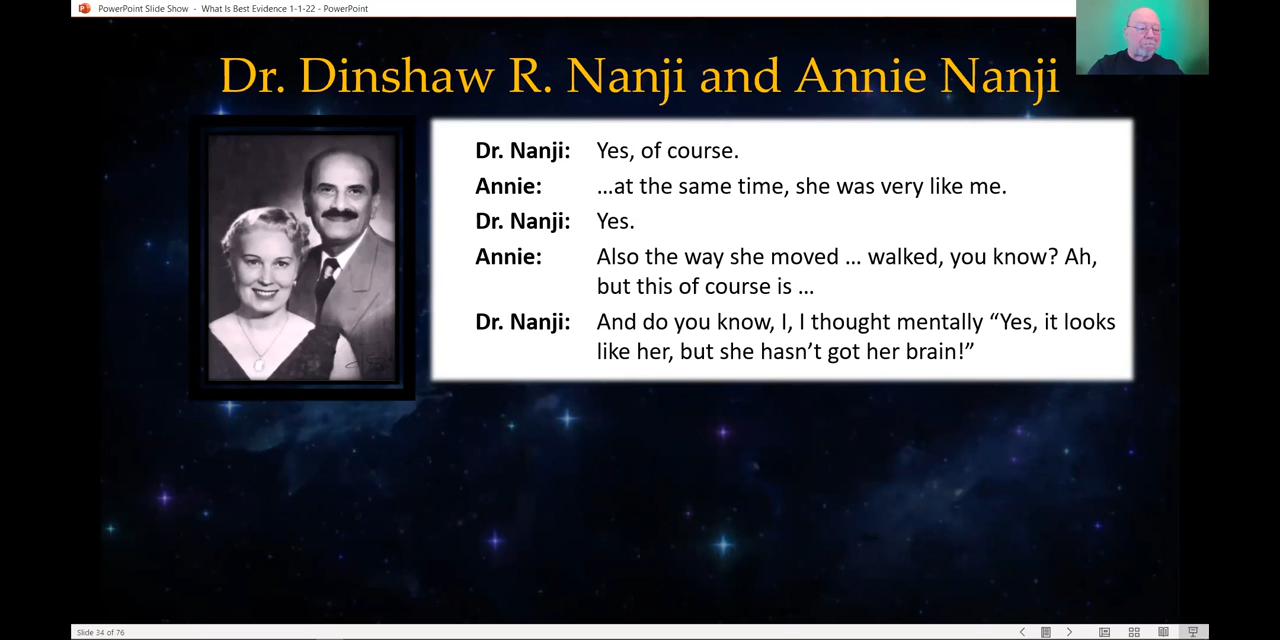 PowerPoint Slide Show - What Is Best Evidence 1-1-22 - PowerPoint
Dr. Dinshaw R. Nanji and Annie Nanji
Dr. Nanji: Yes, of course.
Annie: …at the same time, she was very like me.
Dr. Nanji: Yes.
Annie: Also the way she moved … walked, you know? Ah,
but this of course is …
Dr. Nanji: And do you know, I, I thought mentally “Yes, it looks
like her, but she hasn’t got her brain!”
Slide 34 of 76